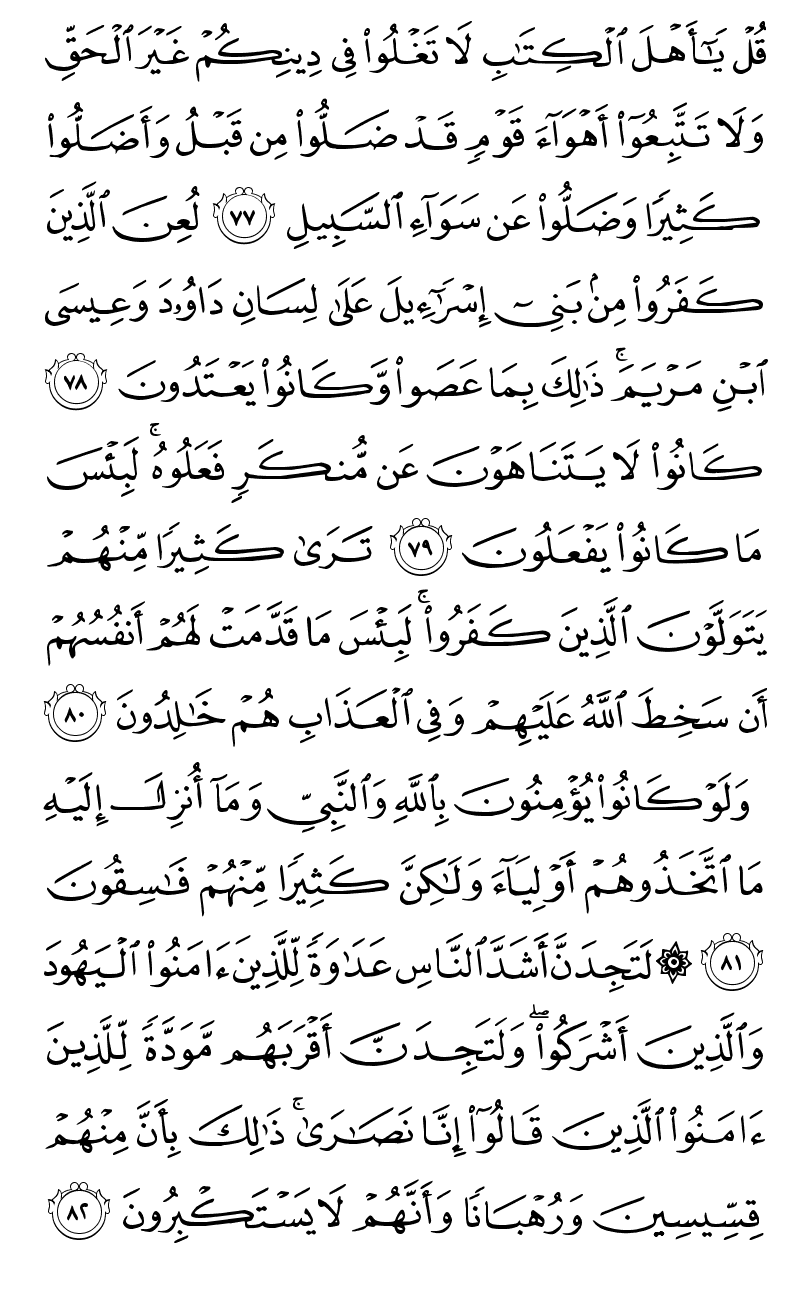 قُلۡ يَٰٓأَهۡلَ ٱلۡكِتَٰبِ لَا تَغۡلُواْ فِي دِينِكُمۡ غَيۡرَ ٱلۡحَقِّ
وَلَا تَتَّبِعُوٓاْ أَهۡوَآءَ قَوۡمٖ قَدۡ ضَلُّواْ مِن قَبۡلُ وَأَضَلُّواْ
كَثِيرٗا وَضَلُّواْ عَن سَوَآءِ ٱلسَّبِيلِ ٧٧ لُعِنَ ٱلَّذِينَ
كَفَرُواْ مِنۢ بَنِيٓ إِسۡرَٰٓءِيلَ عَلَىٰ لِسَانِ دَاوُۥدَ وَعِيسَى
ٱبۡنِ مَرۡيَمَۚ ذَٰلِكَ بِمَا عَصَواْ وَّكَانُواْ يَعۡتَدُونَ ٧٨
كَانُواْ لَا يَتَنَاهَوۡنَ عَن مُّنكَرٖ فَعَلُوهُۚ لَبِئۡسَ
مَا كَانُواْ يَفۡعَلُونَ ٧٩ تَرَىٰ كَثِيرٗا مِّنۡهُمۡ
يَتَوَلَّوۡنَ ٱلَّذِينَ كَفَرُواْۚ لَبِئۡسَ مَا قَدَّمَتۡ لَهُمۡ أَنفُسُهُمۡ
أَن سَخِطَ ٱللَّهُ عَلَيۡهِمۡ وَفِي ٱلۡعَذَابِ هُمۡ خَٰلِدُونَ ٨٠
وَلَوۡ كَانُواْ يُؤۡمِنُونَ بِٱللَّهِ وَٱلنَّبِيِّ وَمَآ أُنزِلَ إِلَيۡهِ
مَا ٱتَّخَذُوهُمۡ أَوۡلِيَآءَ وَلَٰكِنَّ كَثِيرٗا مِّنۡهُمۡ فَٰسِقُونَ
٨١ ۞ لَتَجِدَنَّ أَشَدَّ ٱلنَّاسِ عَدَٰوَةٗ لِّلَّذِينَ ءَامَنُواْ ٱلۡيَهُودَ
وَٱلَّذِينَ أَشۡرَكُواْۖ وَلَتَجِدَنَّ أَقۡرَبَهُم مَّوَدَّةٗ لِّلَّذِينَ
ءَامَنُواْ ٱلَّذِينَ قَالُوٓاْ إِنَّا نَصَٰرَىٰۚ ذَٰلِكَ بِأَنَّ مِنۡهُمۡ
قِسِّيسِينَ وَرُهۡبَانٗا وَأَنَّهُمۡ لَا يَسۡتَكۡبِرُونَ ٨٢